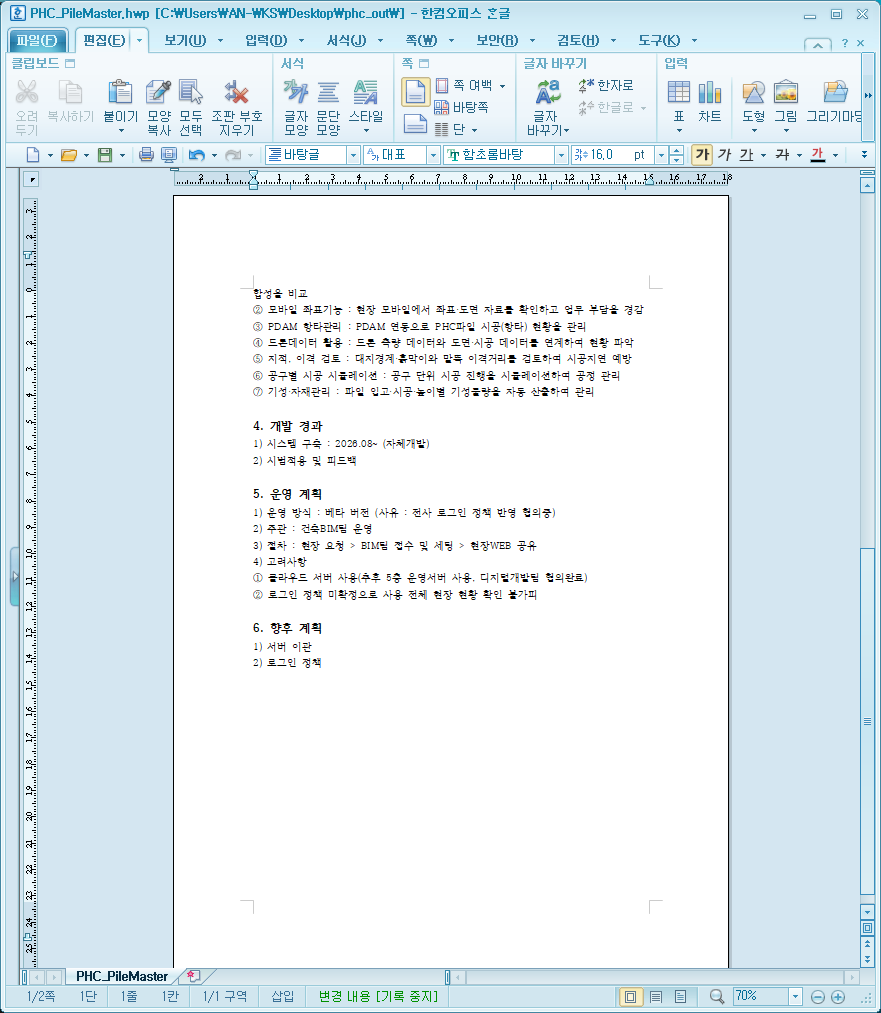 PHC_PileMaster.hwp [C:₩Users₩AN-₩KS₩Desktop₩phc_out₩] - 한컴오피스 흔글
파일(F) 편집(E) 보기(U) 입력(D) 서식(J) 쪽(W) 보안(R) 검토(H) 도구(K)
클립보드 서식 쪽 글자 바꾸기 입력
오려 두기 복사하기 붙이기 모양 복사 모두 선택 조판 부호 지우기 글자 모양 문단 모양 스타일 쪽 여백 바탕쪽 단 글자 바꾸기 한자로 한글로 표 차트 도형 그림 그리기마당
바탕글 대표 함초롬바탕 16,0 pt 가 가 가 가 가
합성율 비교
② 모바일 좌표기능 : 현장 모바일에서 좌표·도면 자료를 확인하고 업무 부담을 경감
③ PDAM 항타관리 : PDAM 연동으로 PHC파일 시공(항타) 현황을 관리
④ 드론데이터 활용 : 드론 측량 데이터와 도면·시공 데이터를 연계하여 현황 파악
⑤ 지적, 이격 검토 : 대지경계·흙막이와 말뚝 이격거리를 검토하여 시공지연 예방
⑥ 공구별 시공 시뮬레이션 : 공구 단위 시공 진행을 시뮬레이션하여 공정 관리
⑦ 기성·자재관리 : 파일 입고·시공·높이별 기성물량을 자동 산출하여 관리
4. 개발 경과
1) 시스템 구축 : 2026.08~ (자체개발)
2) 시범적용 및 피드백
5. 운영 계획
1) 운영 방식 : 베타 버전 (사유 : 전사 로그인 정책 반영 협의중)
2) 주관 : 건축BIM팀 운영
3) 절차 : 현장 요청 > BIM팀 접수 및 세팅 > 현장WEB 공유
4) 고려사항
① 클라우드 서버 사용(추후 5층 운영서버 사용, 디지털개발팀 협의완료)
② 로그인 정책 미확정으로 사용 전체 현장 현황 확인 불가피
6. 향후 계획
1) 서버 이관
2) 로그인 정책
PHC_PileMaster
1/2쪽 1단 1줄 1칸 1/1 구역 삽입 변경 내용 [기록 중지] 70%